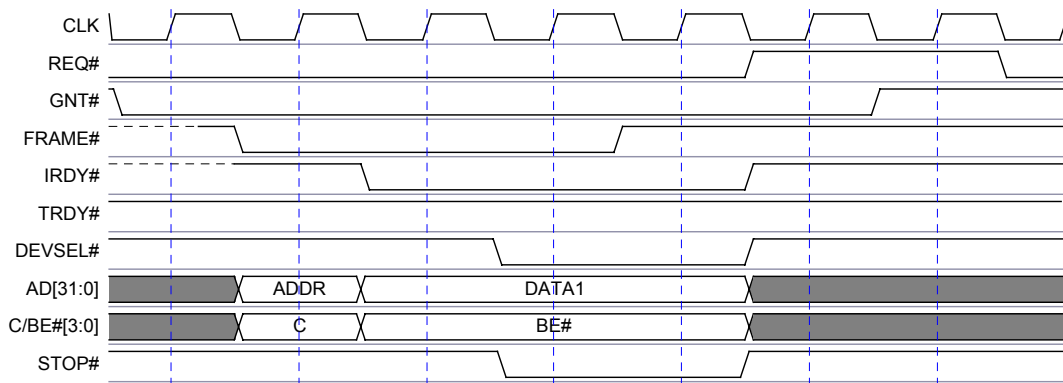 CLK
REQ#
GNT#
FRAME#
IRDY#
TRDY#
DEVSEL#
AD[31:0] ADDR DATA1
C/BE#[3:0] C BE#
STOP#